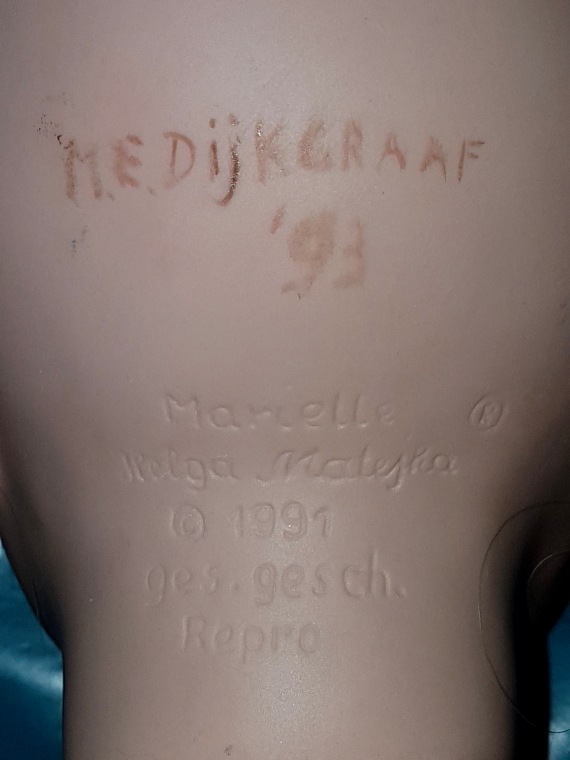 M.E. DIJKGRAAF
'93
Marielle ®
Helga Matejka
© 1991
ges. gesch.
Repro